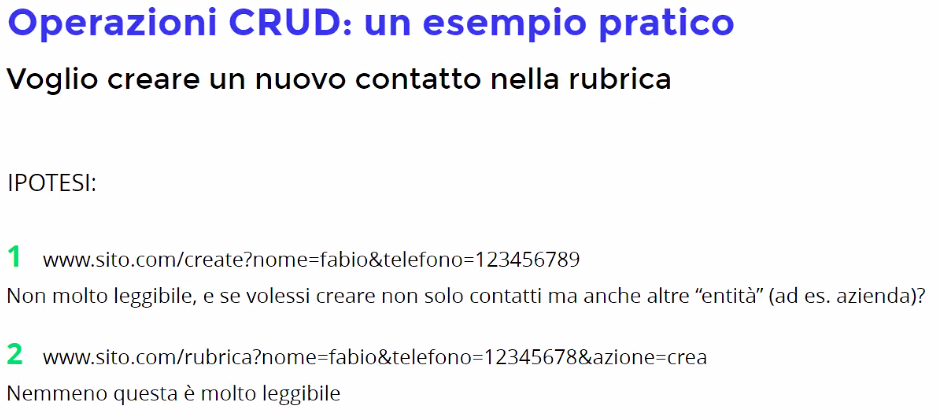 Operazioni CRUD: un esempio pratico
Voglio creare un nuovo contatto nella rubrica
IPOTESI:
1 www.sito.com/create?nome=fabio&telefono=123456789
Non molto leggibile, e se volessi creare non solo contatti ma anche altre “entità” (ad es. azienda)?
2 www.sito.com/rubrica?nome=fabio&telefono=12345678&azione=crea
Nemmeno questa è molto leggibile